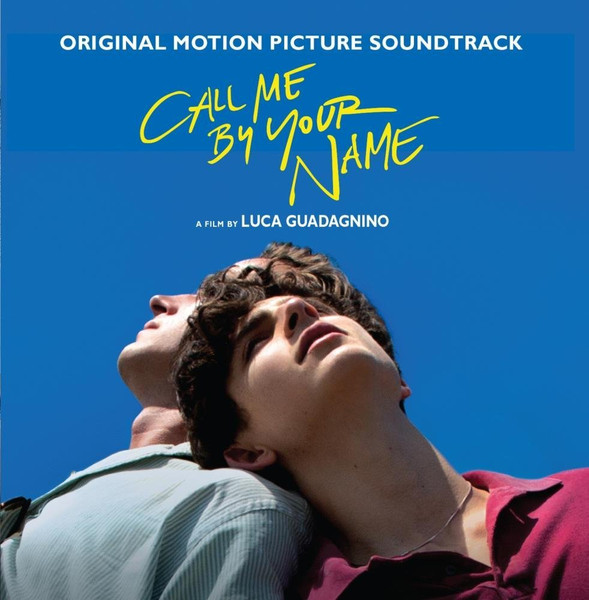 ORIGINAL MOTION PICTURE SOUNDTRACK
CALL ME
BY YOUR
NAME
A FILM BY LUCA GUADAGNINO